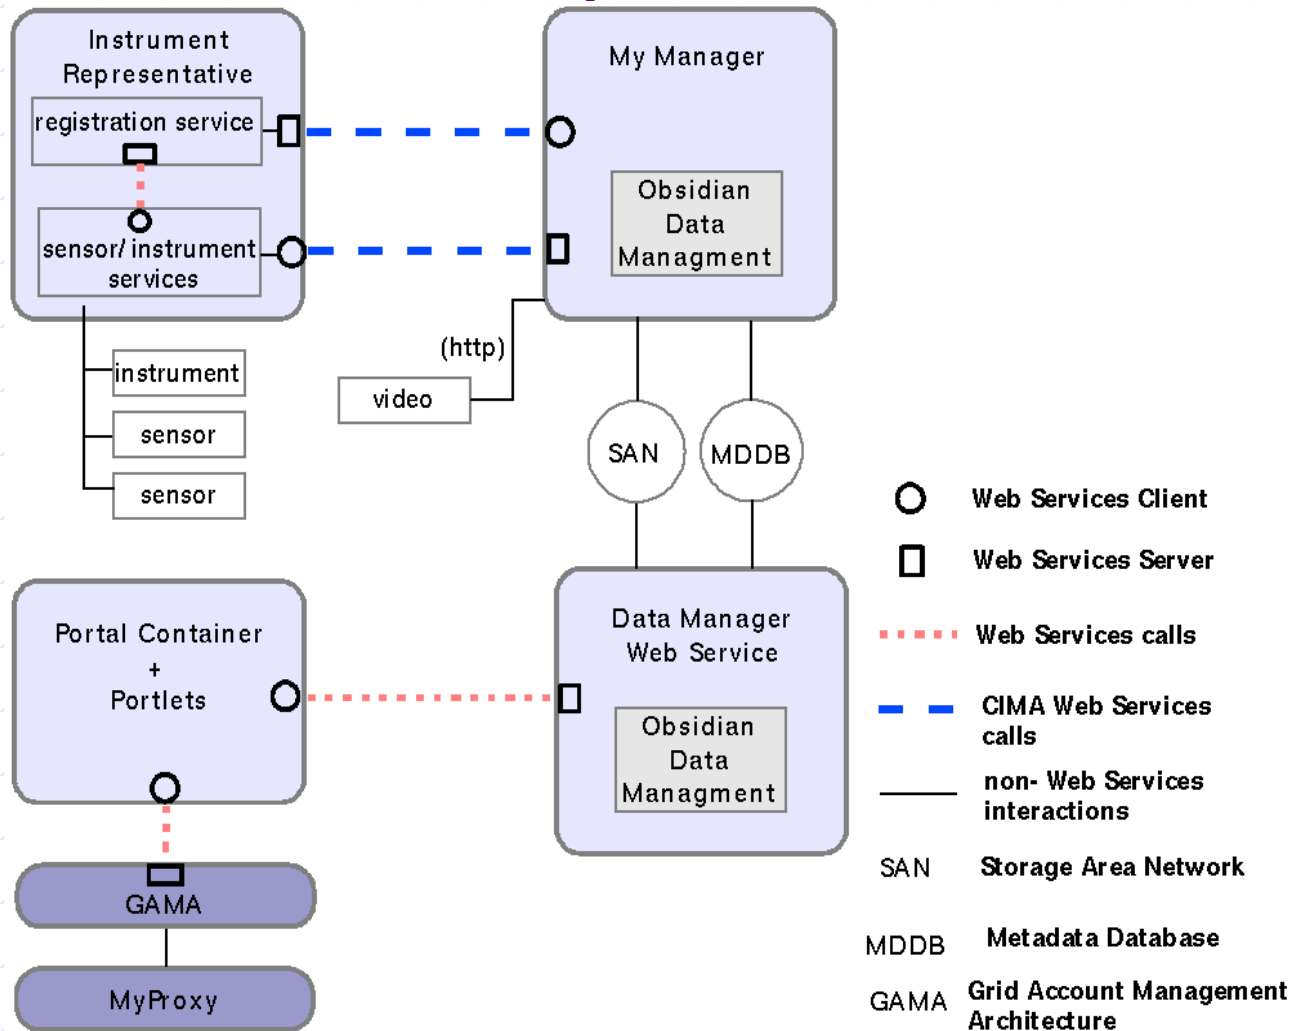 Instrument
Representative
registration service
sensor/instrument
services
instrument
sensor
sensor
My Manager
Obsidian
Data
Managment
(http)
video
SAN
MDDB
Portal Container
+
Portlets
GAMA
MyProxy
Data Manager
Web Service
Obsidian
Data
Managment
Web Services Client
Web Services Server
Web Services calls
CIMA Web Services
calls
non- Web Services
interactions
SAN Storage Area Network
MDDB Metadata Database
GAMA Grid Account Management
Architecture